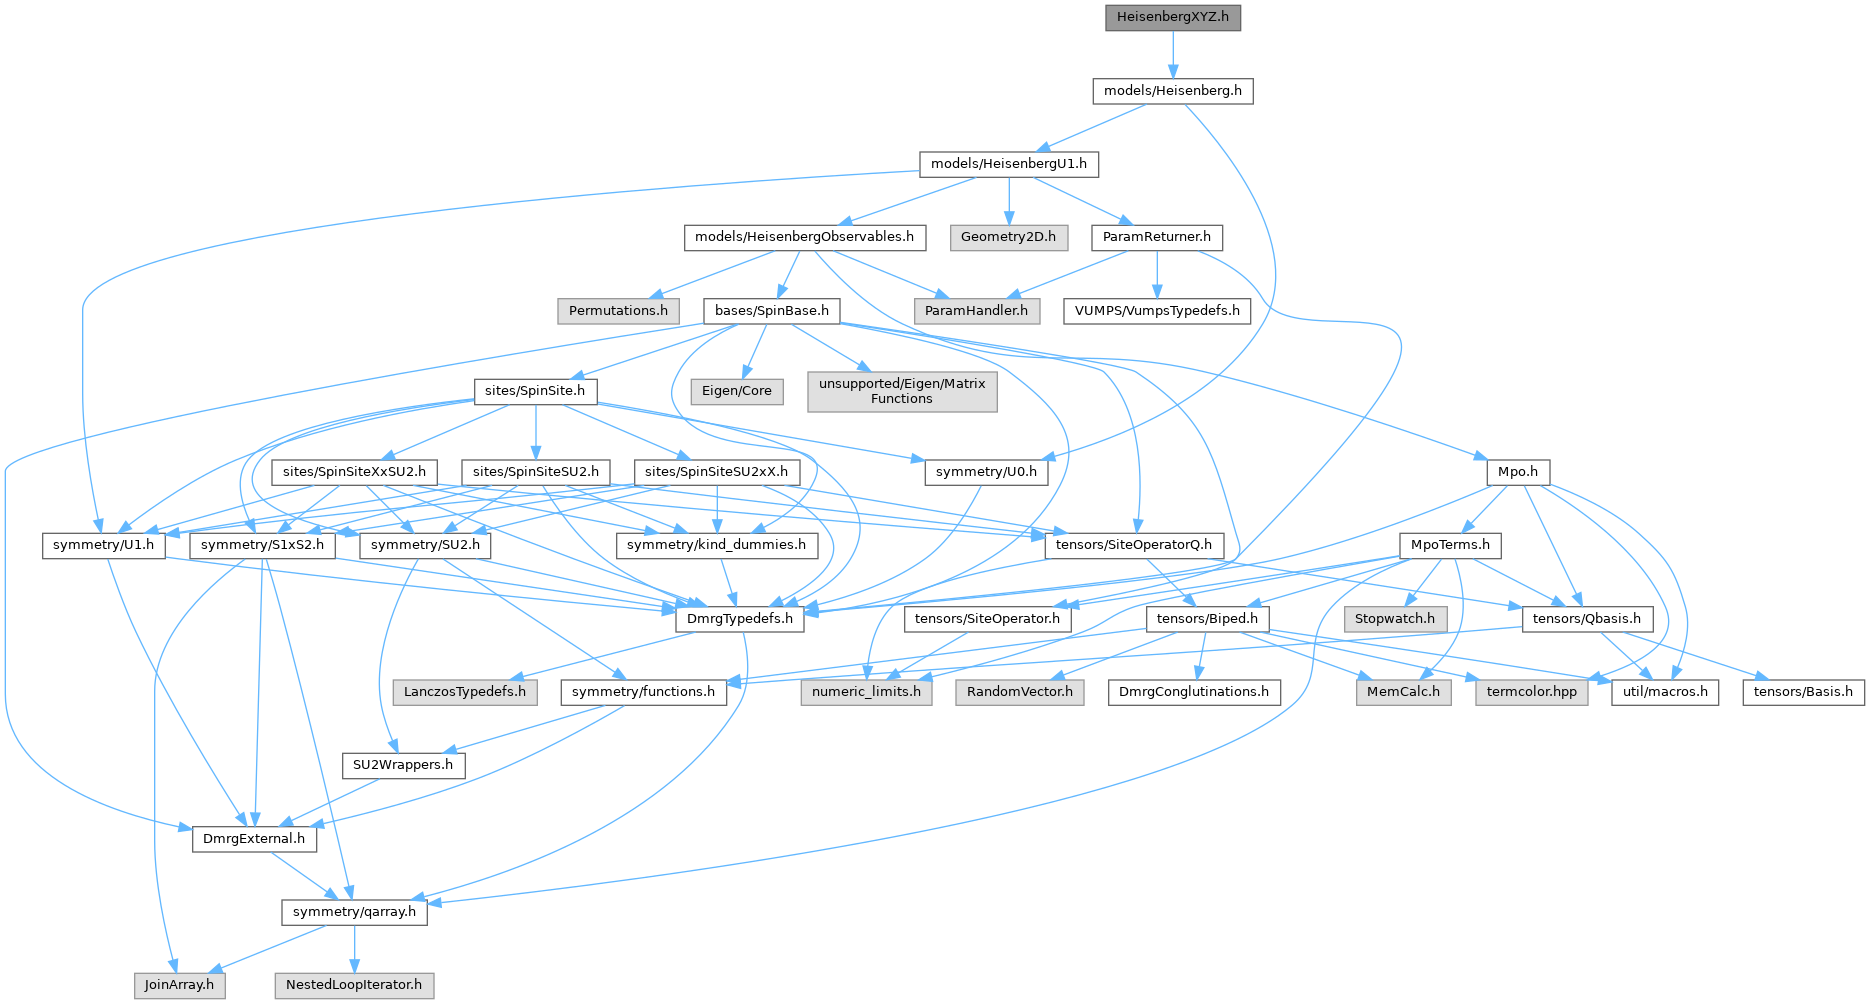 HeisenbergXYZ.h
models/Heisenberg.h
models/HeisenbergU1.h
models/HeisenbergObservables.h
Geometry2D.h
ParamReturner.h
Permutations.h
bases/SpinBase.h
ParamHandler.h
VUMPS/VumpsTypedefs.h
sites/SpinSite.h
Eigen/Core
unsupported/Eigen/Matrix
Functions
sites/SpinSiteXxSU2.h
sites/SpinSiteSU2.h
sites/SpinSiteSU2xX.h
symmetry/U0.h
Mpo.h
symmetry/U1.h
symmetry/S1xS2.h
symmetry/SU2.h
symmetry/kind_dummies.h
tensors/SiteOperatorQ.h
MpoTerms.h
DmrgTypedefs.h
tensors/SiteOperator.h
tensors/Biped.h
Stopwatch.h
tensors/Qbasis.h
LanczosTypedefs.h
symmetry/functions.h
numeric_limits.h
RandomVector.h
DmrgConglutinations.h
MemCalc.h
termcolor.hpp
util/macros.h
tensors/Basis.h
SU2Wrappers.h
DmrgExternal.h
symmetry/qarray.h
JoinArray.h
NestedLoopIterator.h